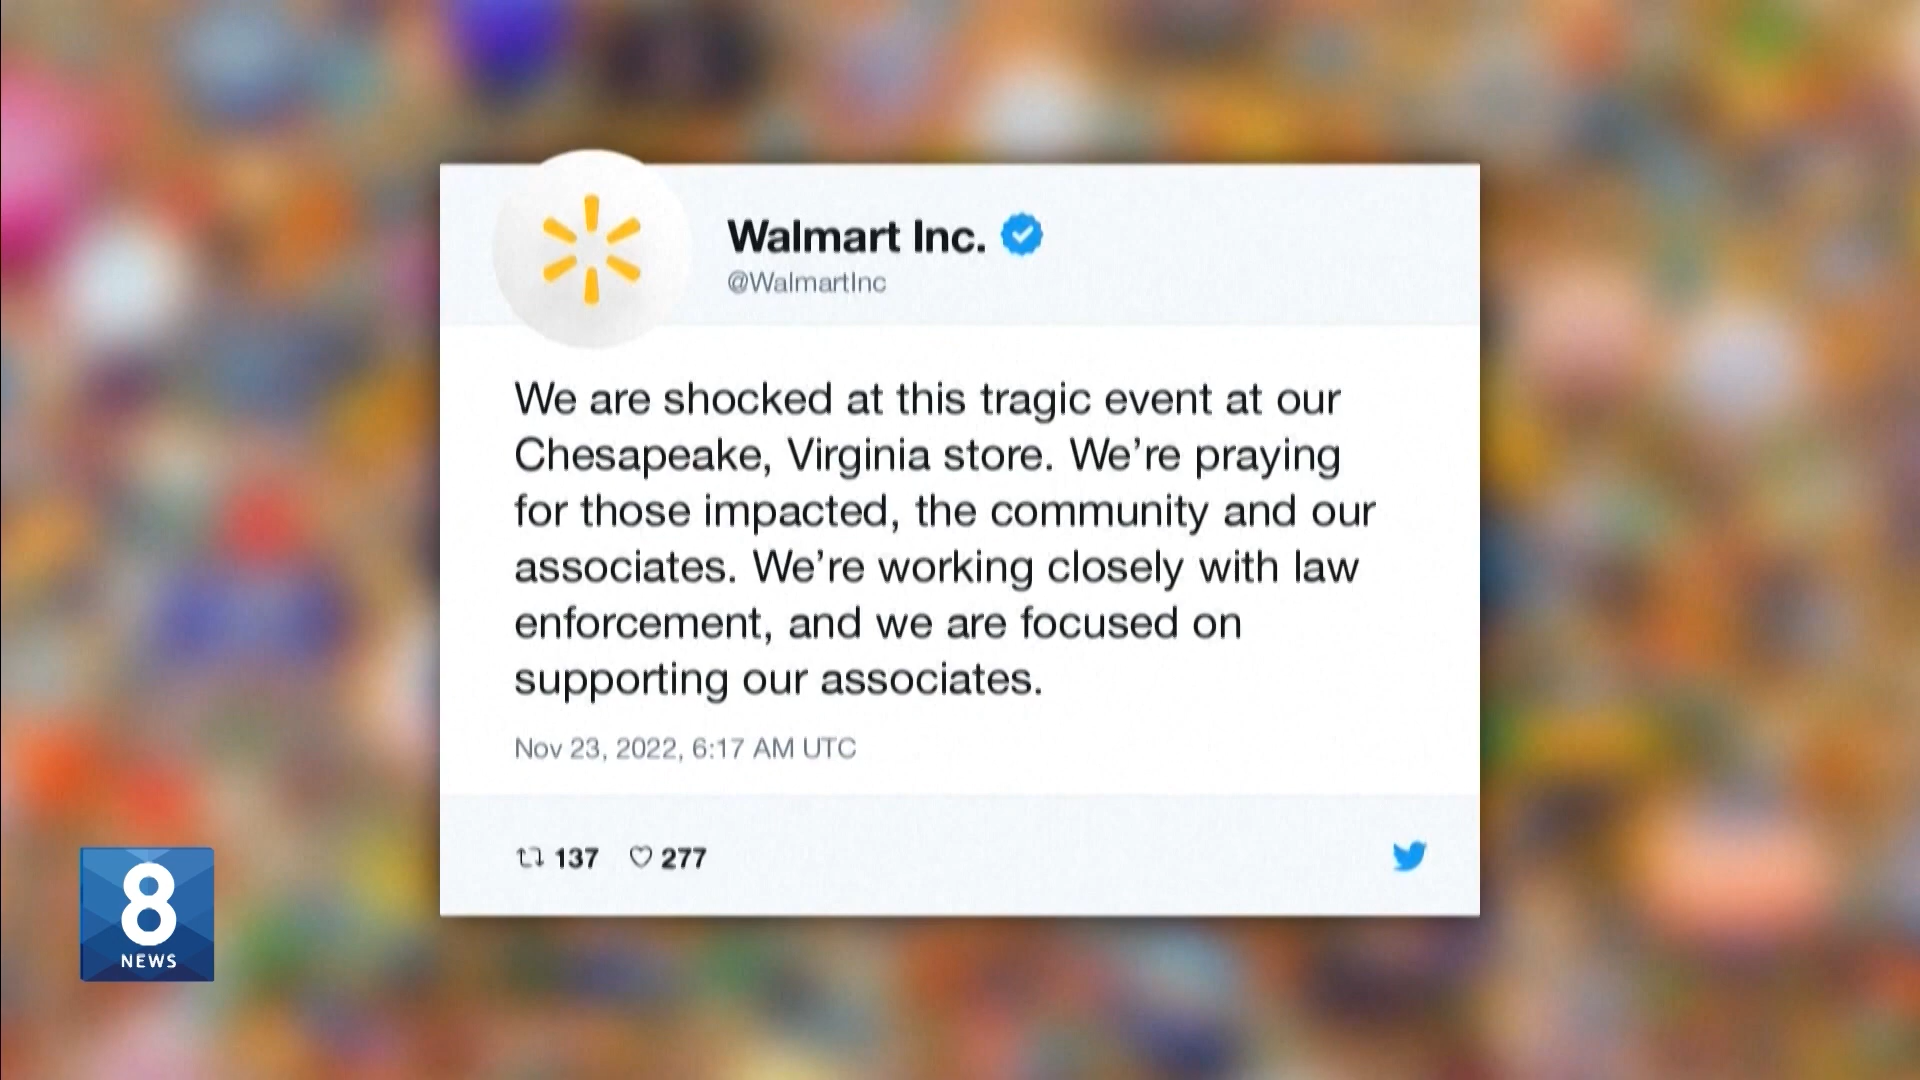 Walmart Inc.
@WalmartInc
We are shocked at this tragic event at our
Chesapeake, Virginia store. We’re praying
for those impacted, the community and our
associates. We’re working closely with law
enforcement, and we are focused on
supporting our associates.
Nov 23, 2022, 6:17 AM UTC
137 277
8
NEWS